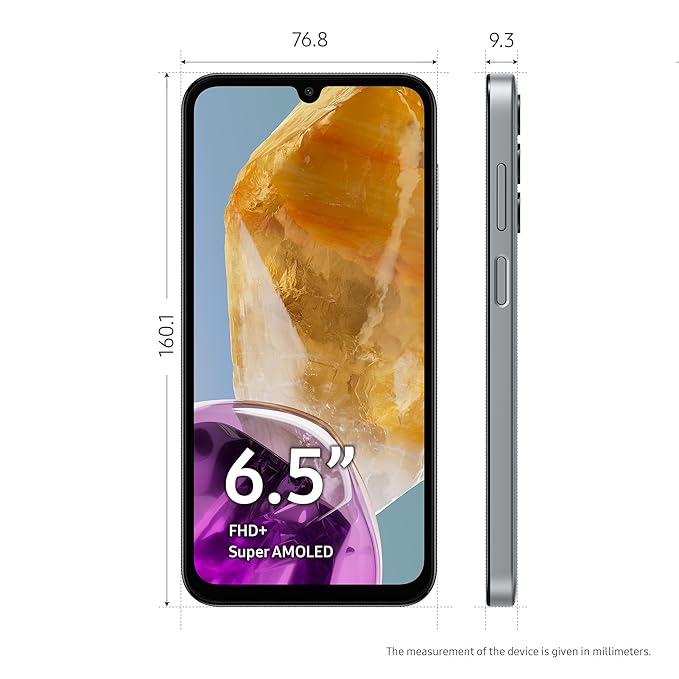 76.8
9.3
160.1
6.5”
FHD+
Super AMOLED
The measurement of the device is given in millimeters.